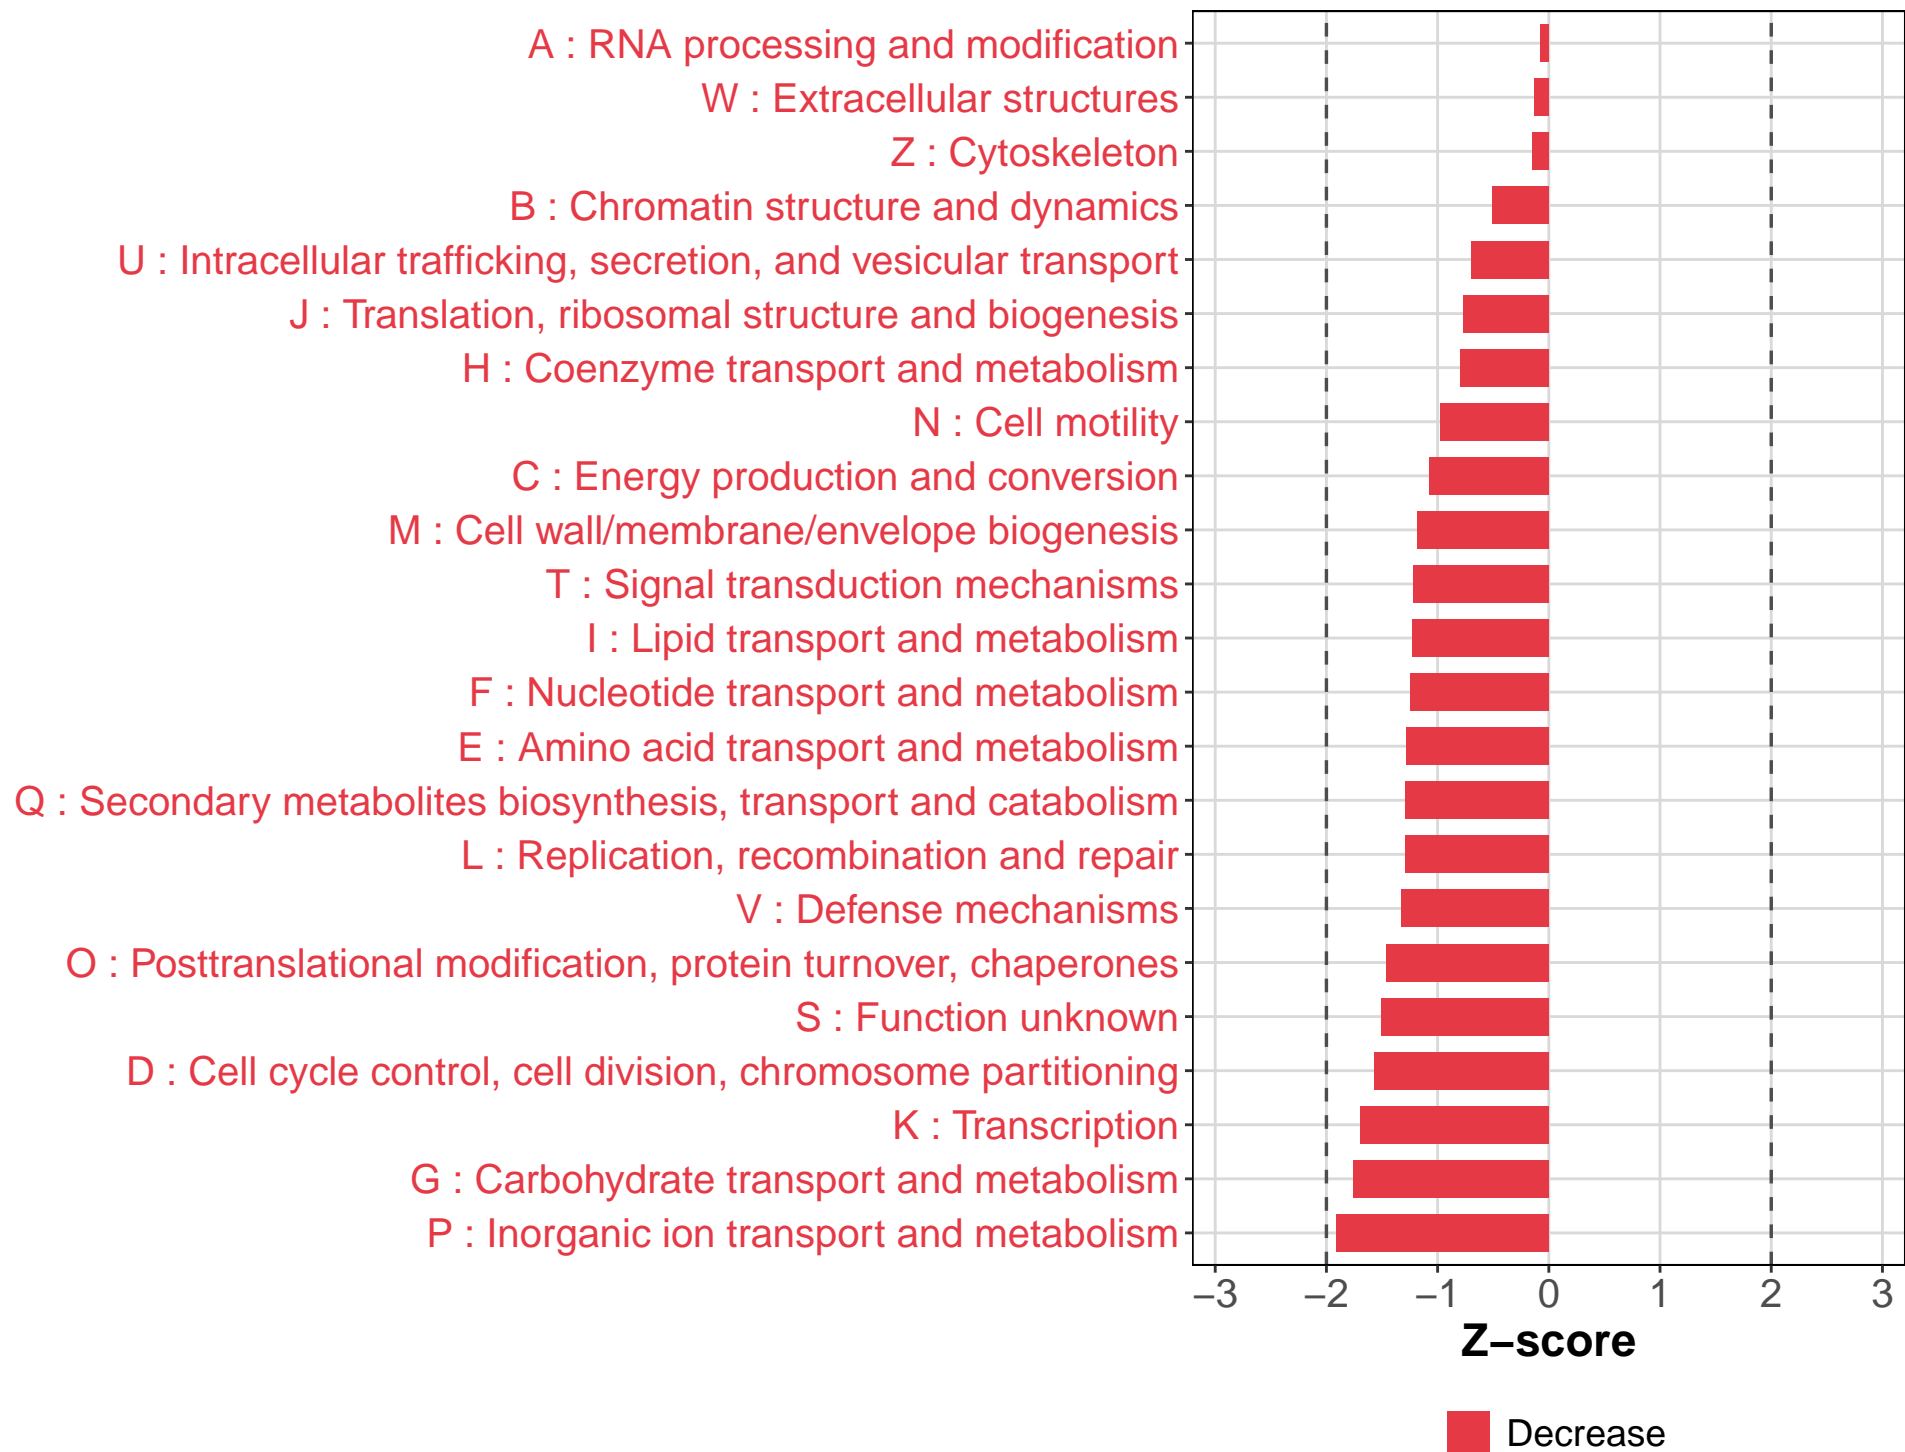 A : RNA processing and modification
W : Extracellular structures
Z : Cytoskeleton
B : Chromatin structure and dynamics
U : Intracellular trafficking, secretion, and vesicular transport
J : Translation, ribosomal structure and biogenesis
H : Coenzyme transport and metabolism
N : Cell motility
C : Energy production and conversion
M : Cell wall/membrane/envelope biogenesis
T : Signal transduction mechanisms
I : Lipid transport and metabolism
F : Nucleotide transport and metabolism
E : Amino acid transport and metabolism
Q : Secondary metabolites biosynthesis, transport and catabolism
L : Replication, recombination and repair
V : Defense mechanisms
O : Posttranslational modification, protein turnover, chaperones
S : Function unknown
D : Cell cycle control, cell division, chromosome partitioning
K : Transcription
G : Carbohydrate transport and metabolism
P : Inorganic ion transport and metabolism
−3 −2 −1 0 1 2 3
Z−score
Decrease